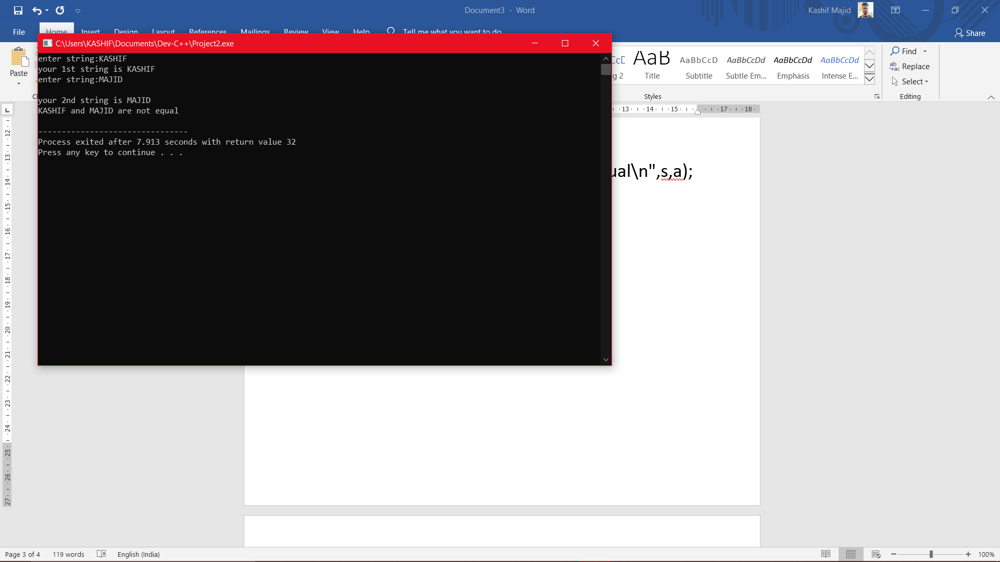 Document3 - Word
Kashif Majid
File Home Insert Design Layout References Mailings Review View Help Tell me what you want to do
Share
C:\Users\KASHIF\Documents\Dev-C++\Project2.exe
enter string:KASHIF
your 1st string is KASHIF
enter string:MAJID
your 2nd string is MAJID
KASHIF and MAJID are not equal
--------------------------------
Process exited after 7.913 seconds with return value 32
Press any key to continue . . .
Paste
CcD AaB AaBbCcD AaBbCcDd AaBbCcDd AaBbCcDd
g 2 Title Subtitle Subtle Em... Emphasis Intense E...
Styles
Find
Replace
Select
Editing
13 14 15 17 18
ual\n",s,a);
12
13
14
15
16
17
18
19
20
21
22
23
24
25
26
27
Page 3 of 4 119 words English (India) 100%